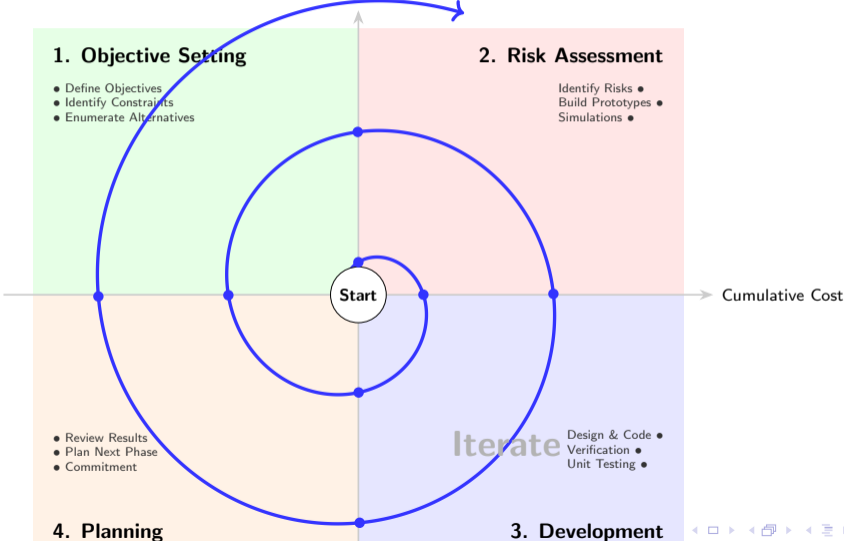 1. Objective Setting
• Define Objectives
• Identify Constraints
• Enumerate Alternatives
2. Risk Assessment
Identify Risks •
Build Prototypes •
Simulations •
Start
Cumulative Cost
• Review Results
• Plan Next Phase
• Commitment
4. Planning
Iterate
Design & Code •
Verification •
Unit Testing •
3. Development